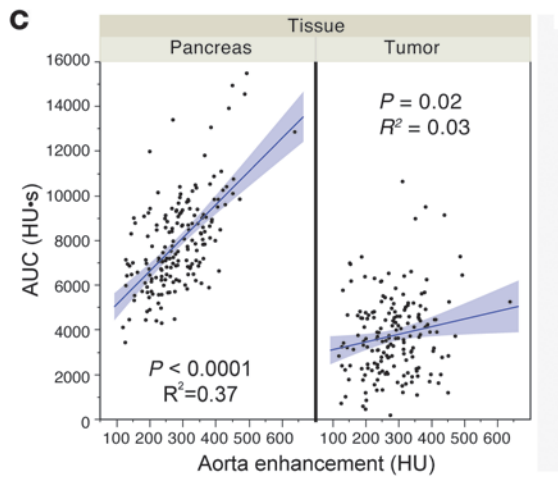 c
Tissue
Pancreas Tumor
16000
14000
12000
10000
8000
6000
4000
2000
0
AUC (HU•s)
P = 0.02
R² = 0.03
P < 0.0001
R²=0.37
100 200 300 400 500 600 100 200 300 400 500 600
Aorta enhancement (HU)